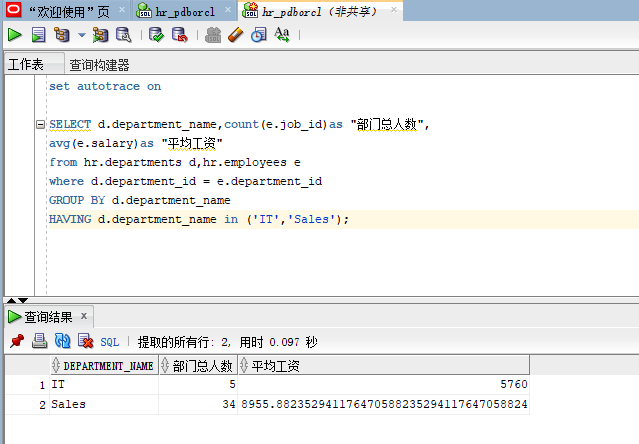 “欢迎使用”页 hr_pdborcl hr_pdborcl (非共享)
SQL
工作表 查询构建器
set autotrace on
SELECT d.department_name,count(e.job_id)as "部门总人数",
avg(e.salary)as "平均工资"
from hr.departments d,hr.employees e
where d.department_id = e.department_id
GROUP BY d.department_name
HAVING d.department_name in ('IT','Sales');
查询结果
SQL 提取的所有行: 2, 用时 0.097 秒
DEPARTMENT_NAME 部门总人数 平均工资
1 IT 5 5760
2 Sales 34 8955.882352941176470588235294117647058824